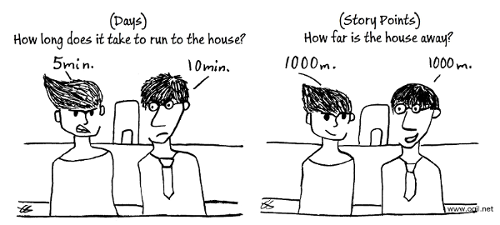 (Days)
How long does it take to run to the house?
5min.
10min.
(Story Points)
How far is the house away?
1000m.
1000m.
www.ogil.net